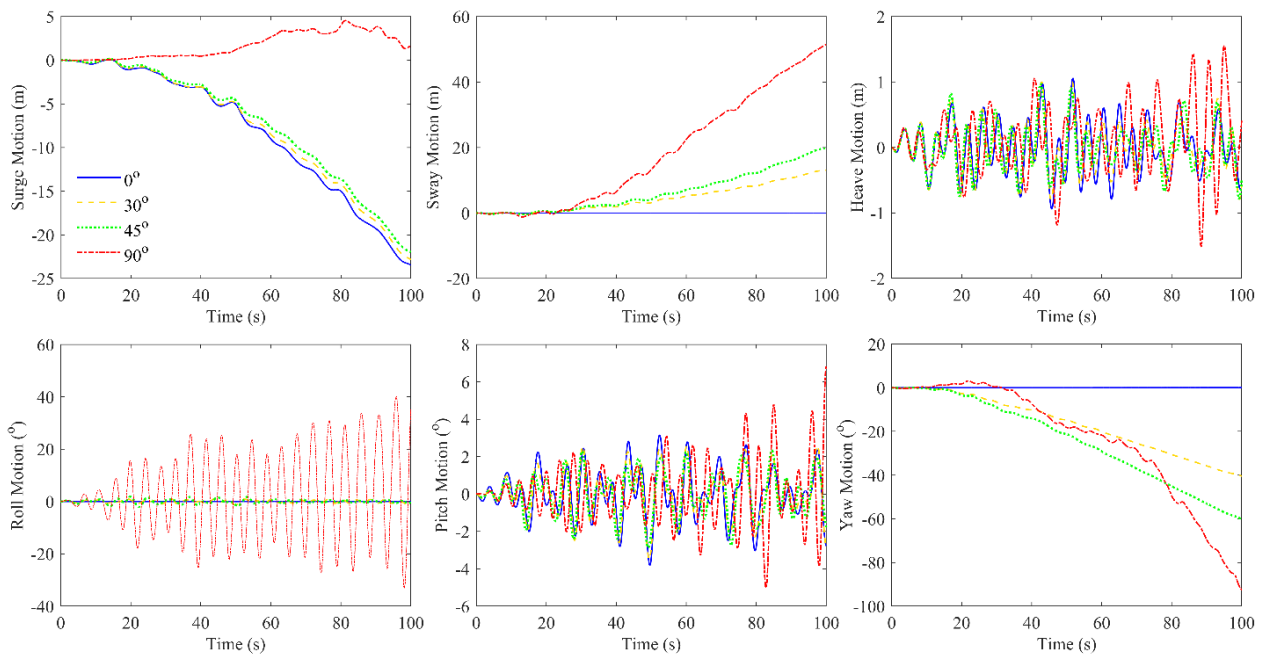 Surge Motion (m)
5
0
-5
-10
-15
-20
-25
0°
30°
45°
90°
0 20 40 60 80 100
Time (s)
Sway Motion (m)
60
40
20
0
-20
0 20 40 60 80 100
Time (s)
Heave Motion (m)
2
1
0
-1
-2
0 20 40 60 80 100
Time (s)
Roll Motion (°)
60
40
20
0
-20
-40
0 20 40 60 80 100
Time (s)
Pitch Motion (°)
8
6
4
2
0
-2
-4
-6
0 20 40 60 80 100
Time (s)
Yaw Motion (°)
20
0
-20
-40
-60
-80
-100
0 20 40 60 80 100
Time (s)